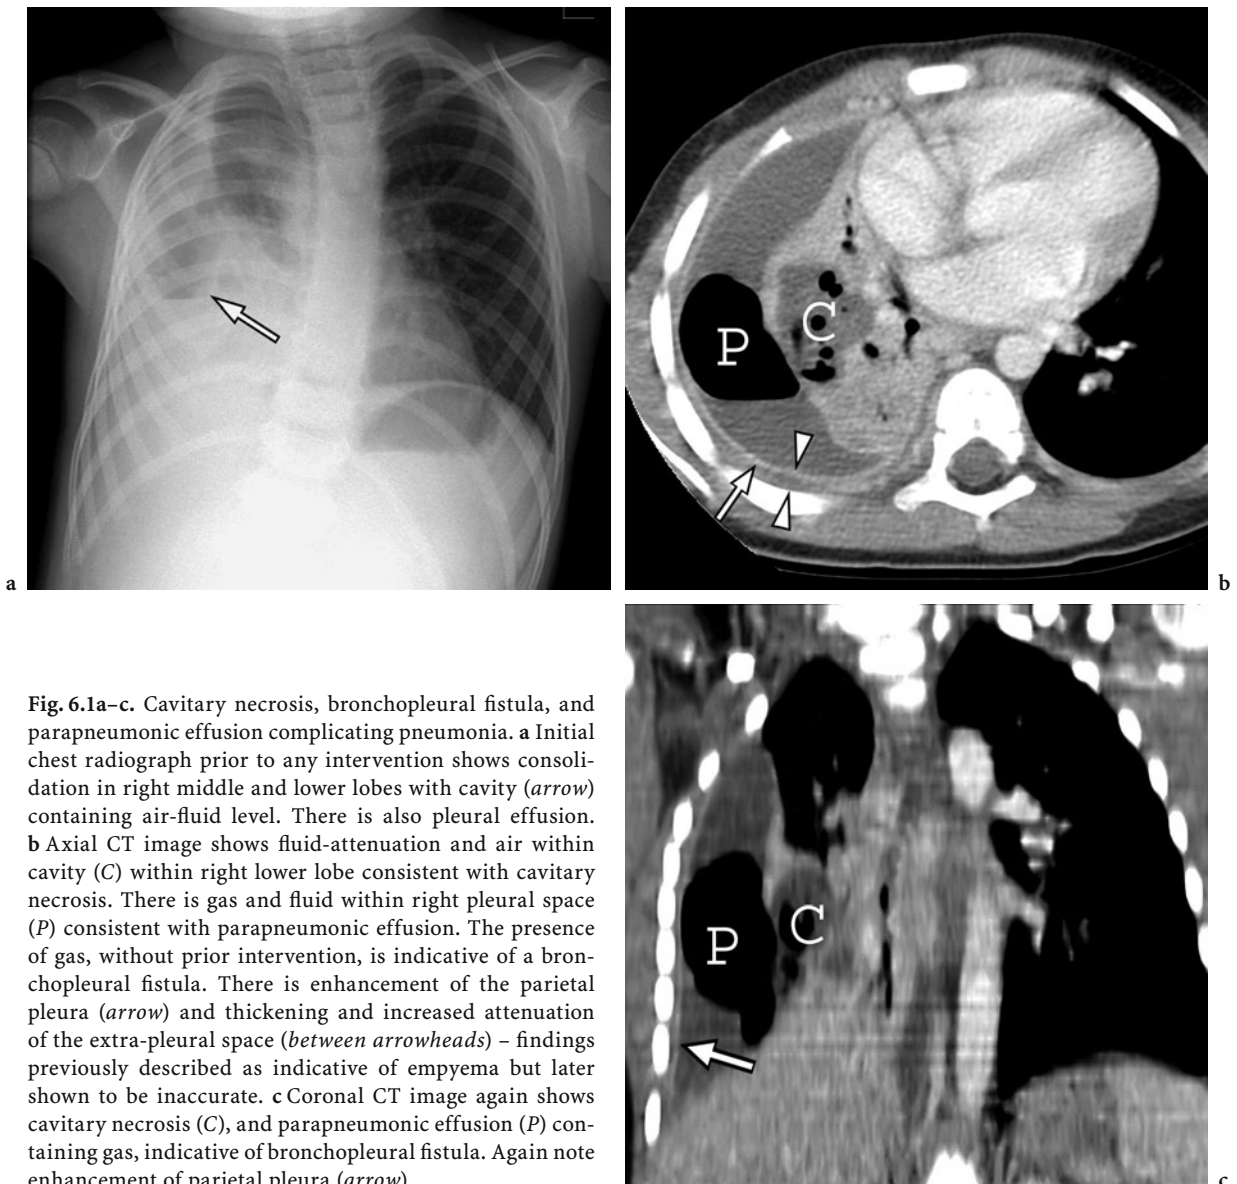 P
C
a
b
Fig. 6.1a–c. Cavitary necrosis, bronchopleural fistula, and
parapneumonic effusion complicating pneumonia. a Initial
chest radiograph prior to any intervention shows consoli-
dation in right middle and lower lobes with cavity (arrow)
containing air-fluid level. There is also pleural effusion.
b Axial CT image shows fluid-attenuation and air within
cavity (C) within right lower lobe consistent with cavitary
necrosis. There is gas and fluid within right pleural space
(P) consistent with parapneumonic effusion. The presence
of gas, without prior intervention, is indicative of a bron-
chopleural fistula. There is enhancement of the parietal
pleura (arrow) and thickening and increased attenuation
of the extra-pleural space (between arrowheads) – findings
previously described as indicative of empyema but later
shown to be inaccurate. c Coronal CT image again shows
cavitary necrosis (C), and parapneumonic effusion (P) con-
taining gas, indicative of bronchopleural fistula. Again note
enhancement of parietal pleura (arrow)
P
C
c